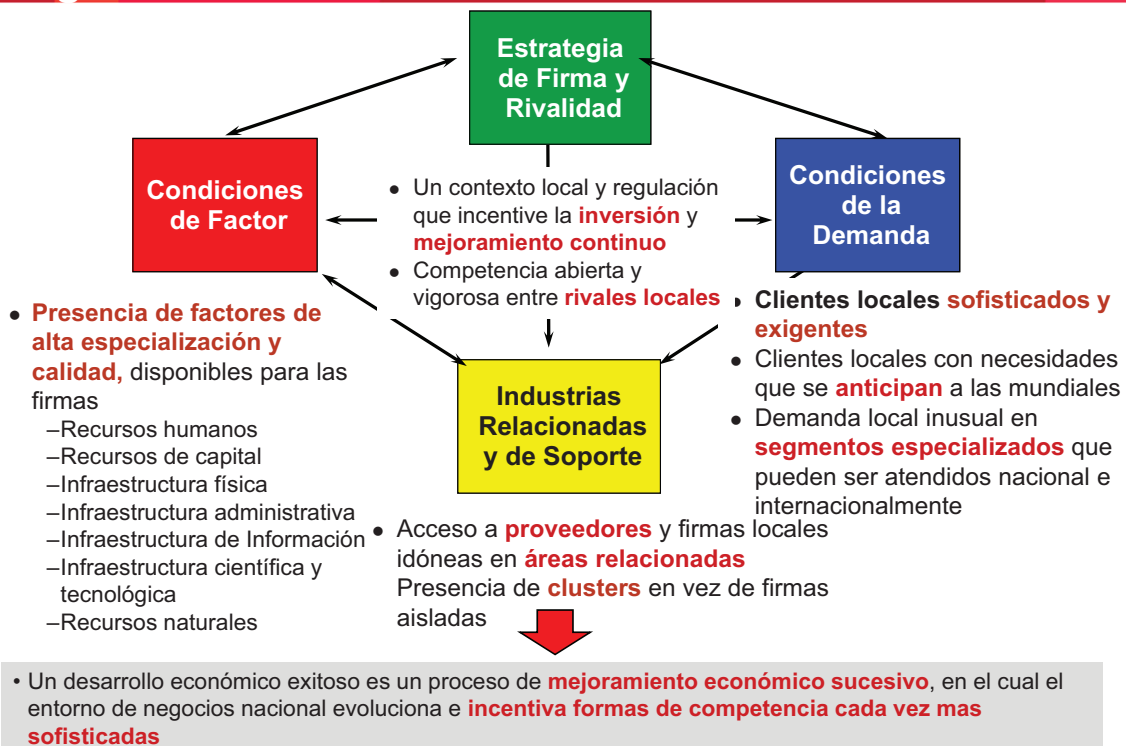 Estrategia
de Firma y
Rivalidad
Condiciones
de Factor
● Un contexto local y regulación
que incentive la inversión y
mejoramiento continuo
● Competencia abierta y
vigorosa entre rivales locales
Condiciones
de la
Demanda
● Presencia de factores de
alta especialización y
calidad, disponibles para las
firmas
–Recursos humanos
–Recursos de capital
–Infraestructura física
–Infraestructura administrativa
–Infraestructura de Información
–Infraestructura científica y
tecnológica
–Recursos naturales
Industrias
Relacionadas
y de Soporte
● Clientes locales sofisticados y
exigentes
● Clientes locales con necesidades
que se anticipan a las mundiales
● Demanda local inusual en
segmentos especializados que
pueden ser atendidos nacional e
internacionalmente
● Acceso a proveedores y firmas locales
idóneas en áreas relacionadas
Presencia de clusters en vez de firmas
aisladas
• Un desarrollo económico exitoso es un proceso de mejoramiento económico sucesivo, en el cual el
entorno de negocios nacional evoluciona e incentiva formas de competencia cada vez mas
sofisticadas